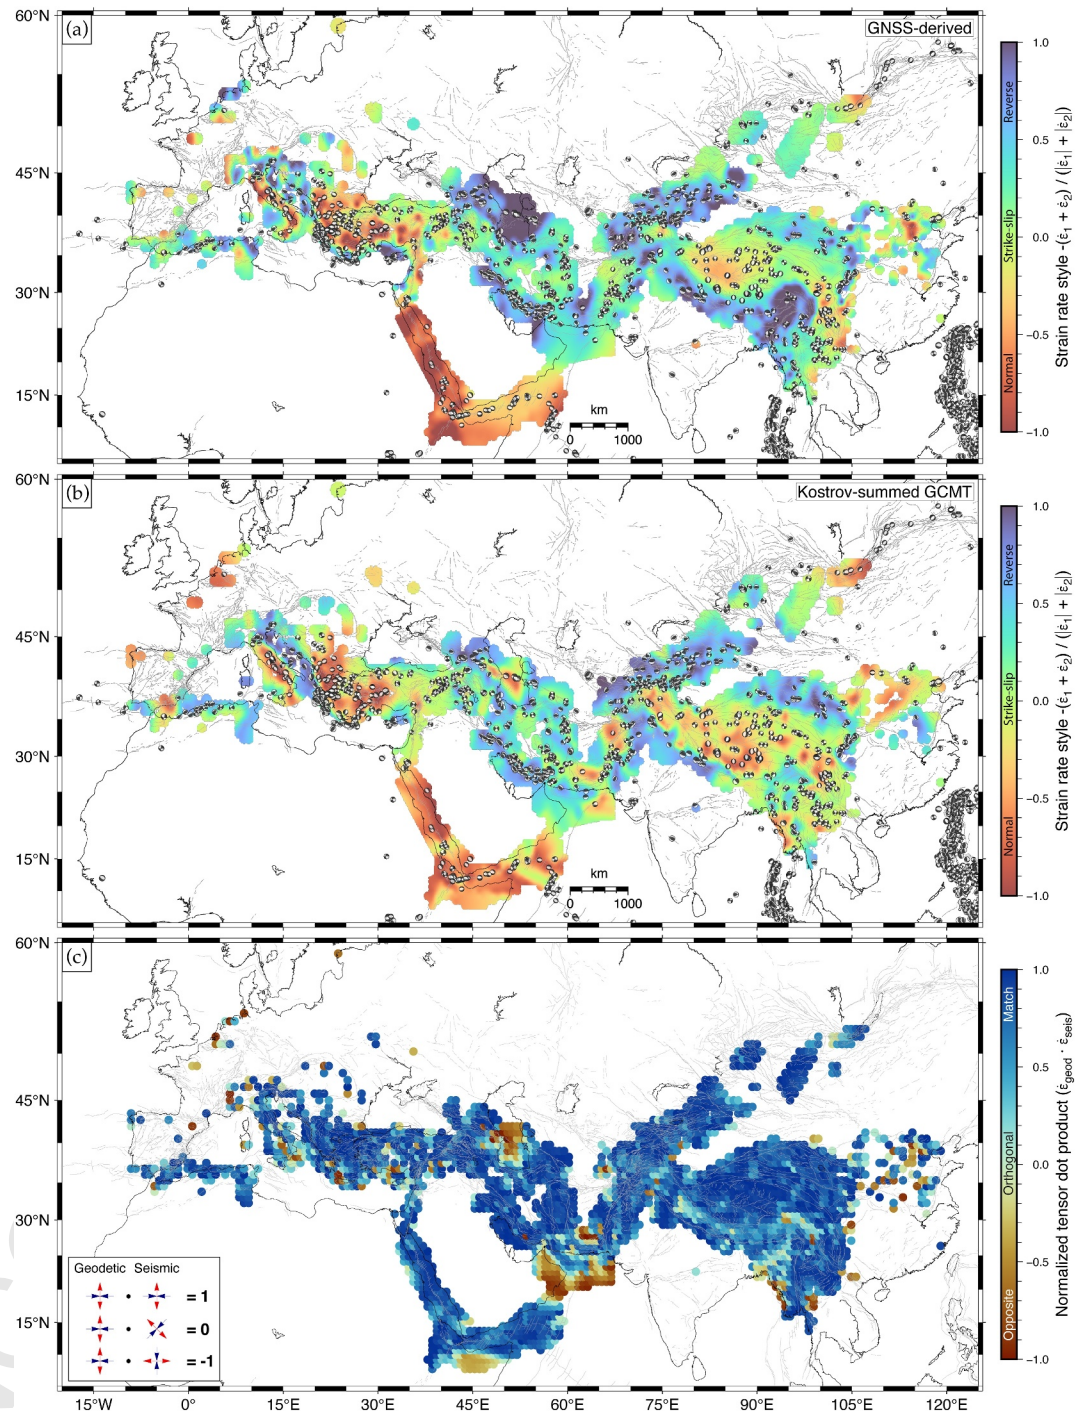 60°N
(a)
GNSS-derived
1.0
Reverse
45°N
0.5
Strike-slip
0.0
30°N
−0.5
15°N
Normal
−1.0
Strain rate style -(ε̇1 + ε̇2) / (|ε̇1| + |ε̇2|)
km
0 1000
60°N
(b)
Kostrov-summed GCMT
1.0
Reverse
45°N
0.5
Strike-slip
0.0
30°N
−0.5
15°N
Normal
−1.0
Strain rate style -(ε̇1 + ε̇2) / (|ε̇1| + |ε̇2|)
km
0 1000
60°N
(c)
1.0
Match
45°N
0.5
Orthogonal
0.0
30°N
−0.5
15°N
Opposite
−1.0
Normalized tensor dot product (ε̇geod · ε̇seis)
Geodetic Seismic
• = 1
• = 0
• = -1
15°W 0° 15°E 30°E 45°E 60°E 75°E 90°E 105°E 120°E